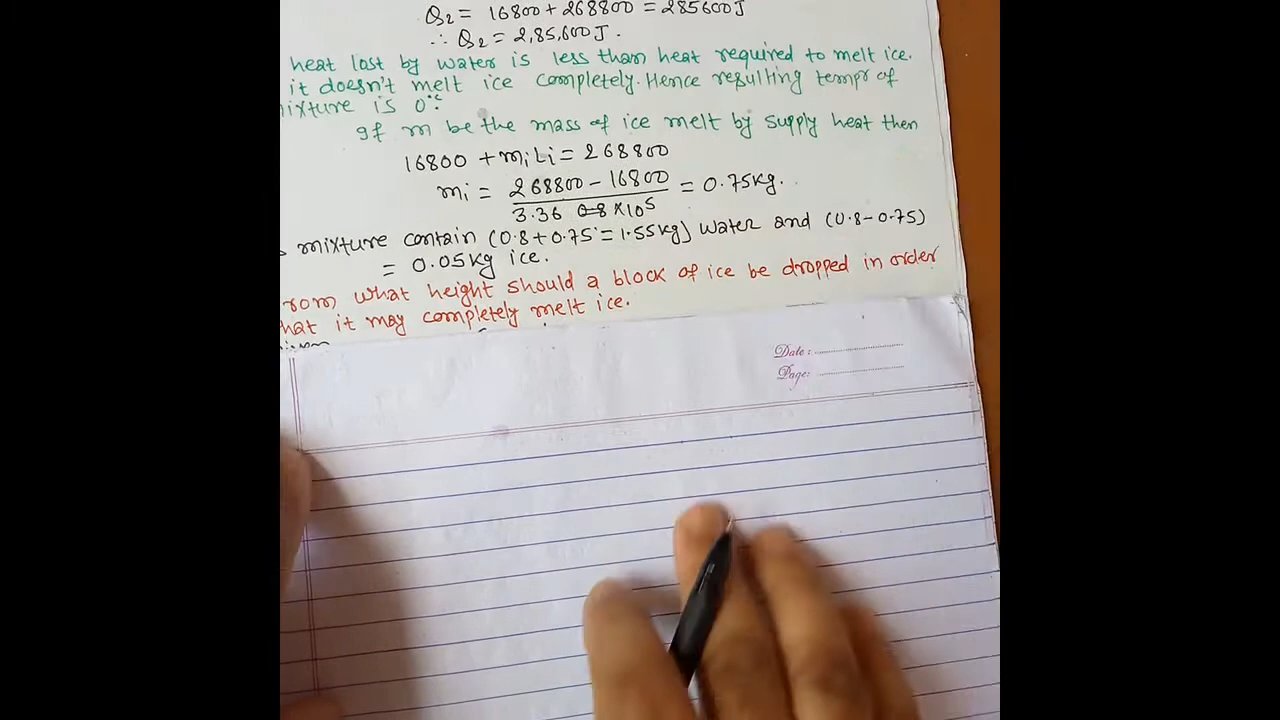 Q₂ = 16800 + 268800 = 285600 J
∴ Q₂ = 2,85,600 J.
heat lost by water is less than heat required to melt ice.
it doesn't melt ice completely. Hence resulting tempr of
mixture is 0°C.
If m be the mass of ice melt by supply heat then
16800 + miLi = 268800
mi = 268800 - 16800 / 3.36 × 10⁵ = 0.75kg.
mixture contain (0.8 + 0.75 = 1.55kg) water and (0.8 - 0.75)
= 0.05kg ice.
rom what height should a block of ice be dropped in order
hat it may completely melt ice.
Date:
Page: